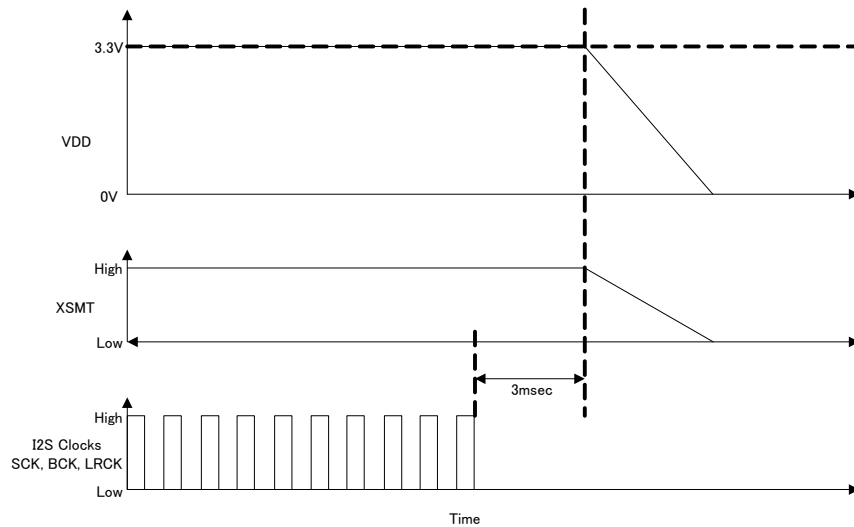 3.3V
VDD
0V
High
XSMT
Low
3msec
High
I2S Clocks
SCK, BCK, LRCK
Low
Time